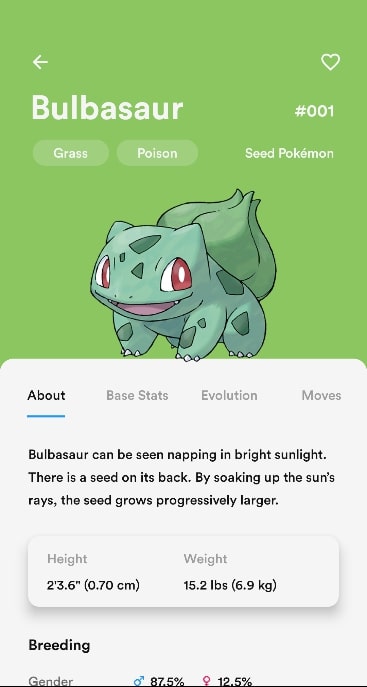 Bulbasaur
#001
Grass Poison Seed Pokémon
About Base Stats Evolution Moves
Bulbasaur can be seen napping in bright sunlight.
There is a seed on its back. By soaking up the sun's
rays, the seed grows progressively larger.
Height Weight
2'3.6" (0.70 cm) 15.2 lbs (6.9 kg)
Breeding
Gender ♂ 87.5% ♀ 12.5%